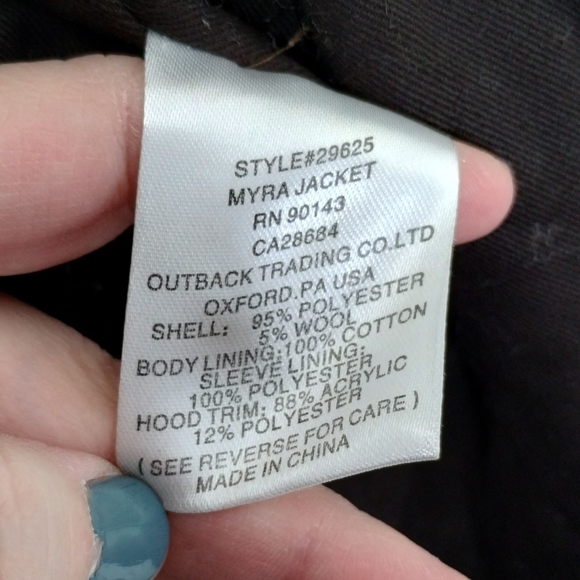 STYLE#29625
MYRA JACKET
RN 90143
CA28684
OUTBACK TRADING CO.LTD
OXFORD.PA USA
SHELL: 95% POLYESTER
5% WOOL
BODY LINING:100% COTTON
SLEEVE LINING:
100% POLYESTER
HOOD TRIM: 88% ACRYLIC
12% POLYESTER
(SEE REVERSE FOR CARE)
MADE IN CHINA